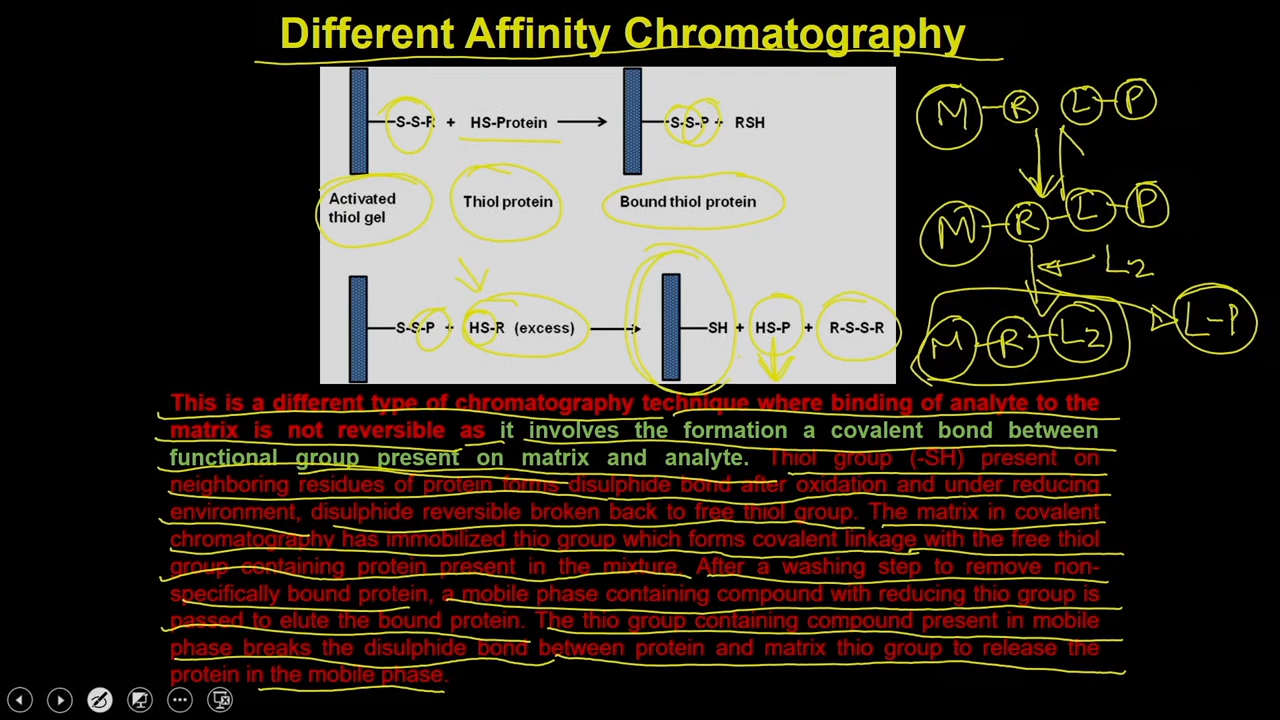 Different Affinity Chromatography
S-S-R + HS-Protein S-S-P + RSH
Activated
thiol gel
Thiol protein
Bound thiol protein
S-S-P + HS-R (excess) SH + HS-P + R-S-S-R
M R L P
M R L P
L2
M R L2
L-P
This is a different type of chromatography technique where binding of analyte to the
matrix is not reversible as it involves the formation a covalent bond between
functional group present on matrix and analyte. Thiol group (-SH) present on
neighboring residues of protein forms disulphide bond after oxidation and under reducing
environment, disulphide reversible broken back to free thiol group. The matrix in covalent
chromatography has immobilized thio group which forms covalent linkage with the free thiol
group containing protein present in the mixture. After a washing step to remove non-
specifically bound protein, a mobile phase containing compound with reducing thio group is
passed to elute the bound protein. The thio group containing compound present in mobile
phase breaks the disulphide bond between protein and matrix thio group to release the
protein in the mobile phase.